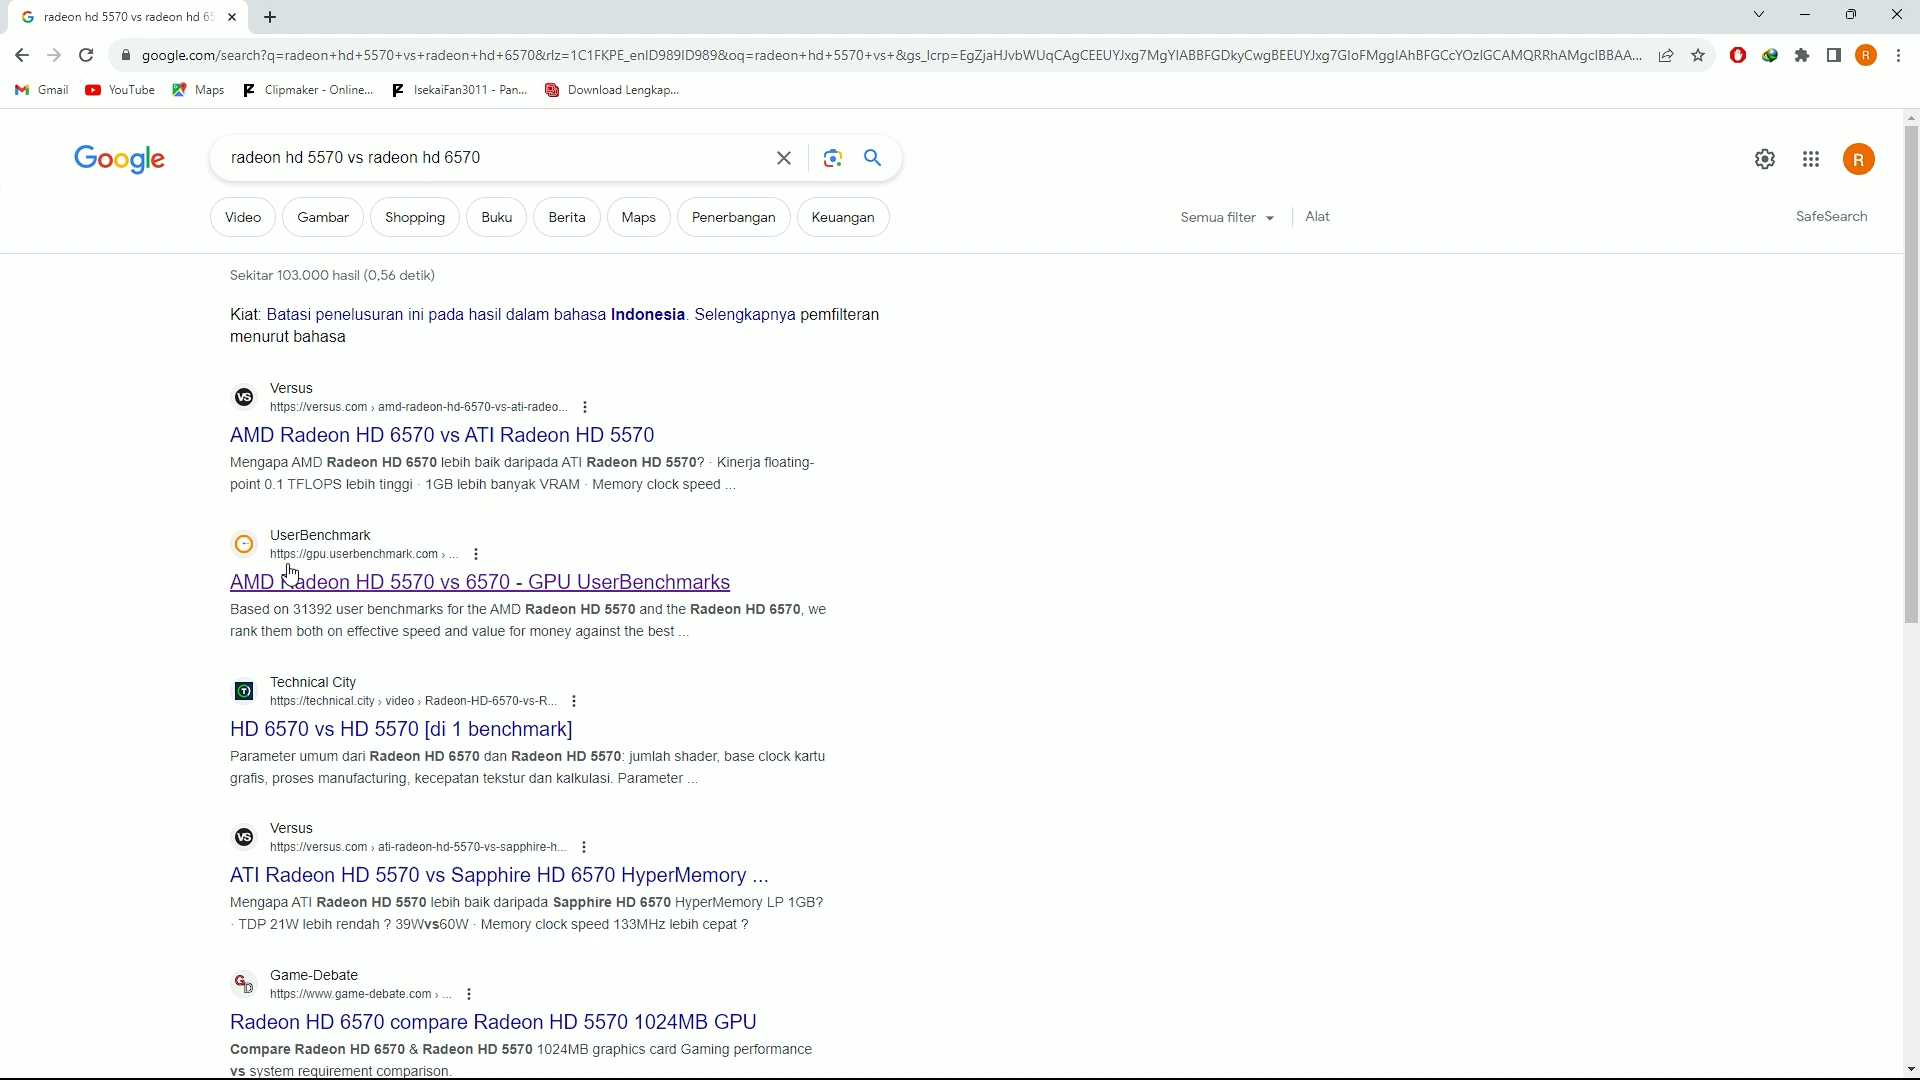 radeon hd 5570 vs radeon hd 65
google.com/search?q=radeon+hd+5570+vs+radeon+hd+6570&rlz=1C1FKPE_enID989ID989&oq=radeon+hd+5570+vs+&gs_lcrp=EgZjaHJvbWUqCAgCEEUYJxg7MgYIABBFGDkyCwgBEEUYJxg7GIoFMggIAhBFGCcYOzIGCAMQRRhAMgcIBBAA...
Gmail YouTube Maps Clipmaker - Online... IsekaiFan3011 - Pan... Download Lengkap...
Google radeon hd 5570 vs radeon hd 6570 R
Video Gambar Shopping Buku Berita Maps Penerbangan Keuangan Semua filter Alat SafeSearch
Sekitar 103.000 hasil (0,56 detik)
Kiat: Batasi penelusuran ini pada hasil dalam bahasa Indonesia. Selengkapnya pemfilteran
menurut bahasa
Versus
https://versus.com › amd-radeon-hd-6570-vs-ati-radeo...
AMD Radeon HD 6570 vs ATI Radeon HD 5570
Mengapa AMD Radeon HD 6570 lebih baik daripada ATI Radeon HD 5570? · Kinerja floating-
point 0.1 TFLOPS lebih tinggi · 1GB lebih banyak VRAM · Memory clock speed ...
UserBenchmark
https://gpu.userbenchmark.com › ...
AMD Radeon HD 5570 vs 6570 - GPU UserBenchmarks
Based on 31392 user benchmarks for the AMD Radeon HD 5570 and the Radeon HD 6570, we
rank them both on effective speed and value for money against the best ...
Technical City
https://technical.city › video › Radeon-HD-6570-vs-R...
HD 6570 vs HD 5570 [di 1 benchmark]
Parameter umum dari Radeon HD 6570 dan Radeon HD 5570: jumlah shader, base clock kartu
grafis, proses manufacturing, kecepatan tekstur dan kalkulasi. Parameter ...
Versus
https://versus.com › ati-radeon-hd-5570-vs-sapphire-h...
ATI Radeon HD 5570 vs Sapphire HD 6570 HyperMemory ...
Mengapa ATI Radeon HD 5570 lebih baik daripada Sapphire HD 6570 HyperMemory LP 1GB?
· TDP 21W lebih rendah ? 39Wvs60W · Memory clock speed 133MHz lebih cepat ?
Game-Debate
https://www.game-debate.com › ...
Radeon HD 6570 compare Radeon HD 5570 1024MB GPU
Compare Radeon HD 6570 & Radeon HD 5570 1024MB graphics card Gaming performance
vs system requirement comparison.